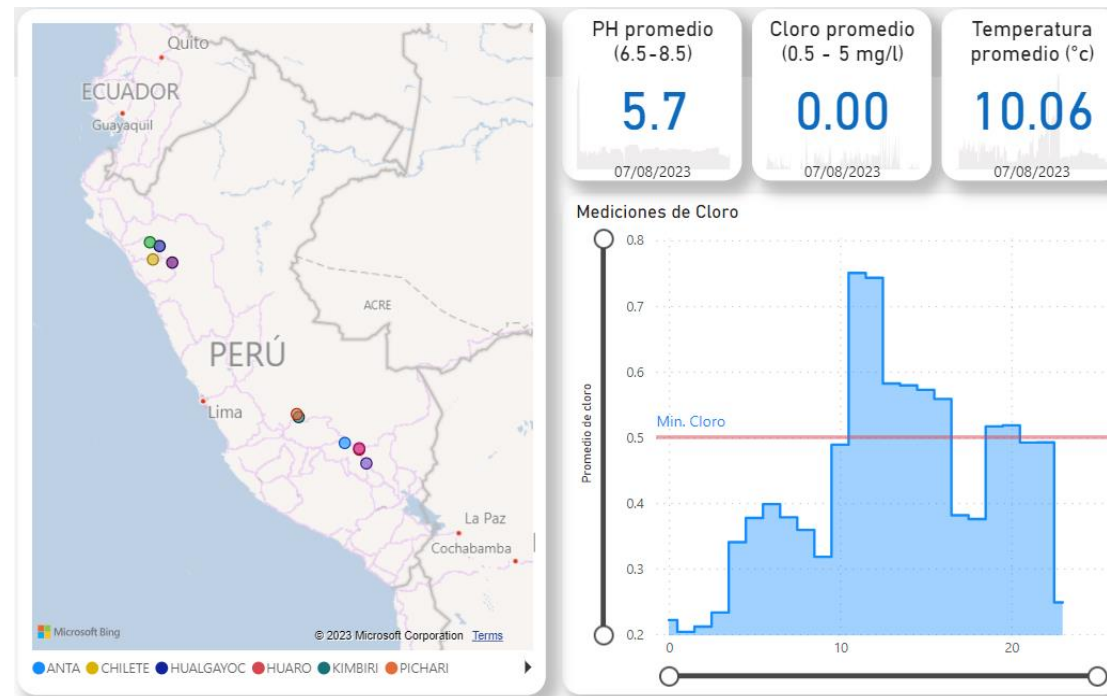 Quito
ECUADOR
Guayaquil
ACRE
PERÚ
Lima
La Paz
Cochabamba
Microsoft Bing
© 2023 Microsoft Corporation Terms
ANTA CHILETE HUALGAYOC HUARO KIMBIRI PICHARI
PH promedio
(6.5-8.5)
5.7
07/08/2023
Cloro promedio
(0.5 - 5 mg/l)
0.00
07/08/2023
Temperatura
promedio (°c)
10.06
07/08/2023
Mediciones de Cloro
Promedio de cloro
0.8
0.7
0.6
Min. Cloro
0.5
0.4
0.3
0.2
0 10 20